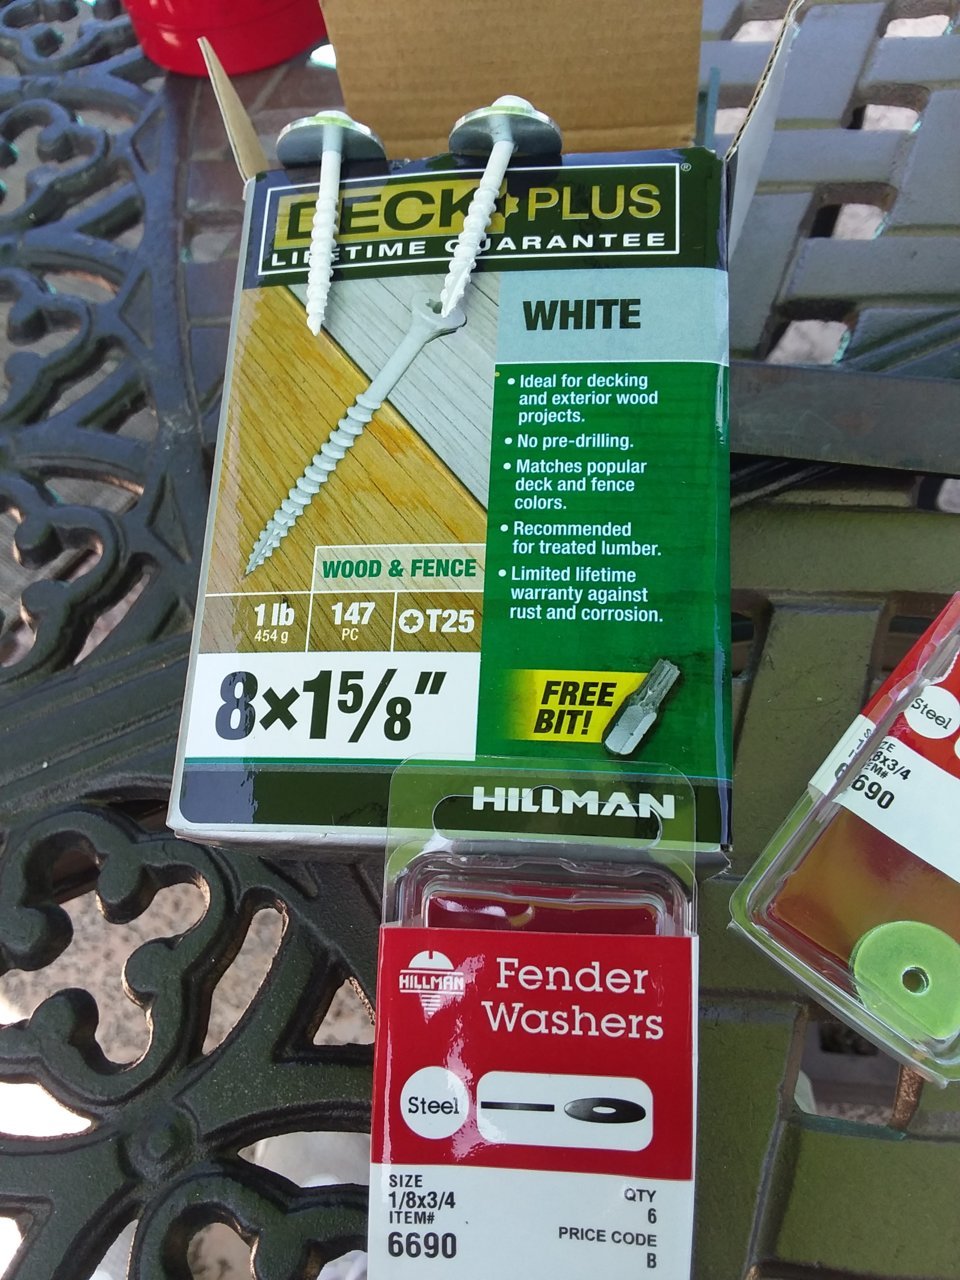 DECK PLUS®
LIFETIME GUARANTEE
WHITE
• Ideal for decking
and exterior wood
projects.
• No pre-drilling.
• Matches popular
deck and fence
colors.
• Recommended
for treated lumber.
• Limited lifetime
warranty against
rust and corrosion.
WOOD & FENCE
1 lb
454 g
147
PC
T25
8×1⅝"
FREE
BIT!
HILLMAN
HILLMAN
Fender
Washers
Steel
SIZE
1/8x3/4
ITEM#
6690
QTY
6
PRICE CODE
B
Steel
8x3/4
6690